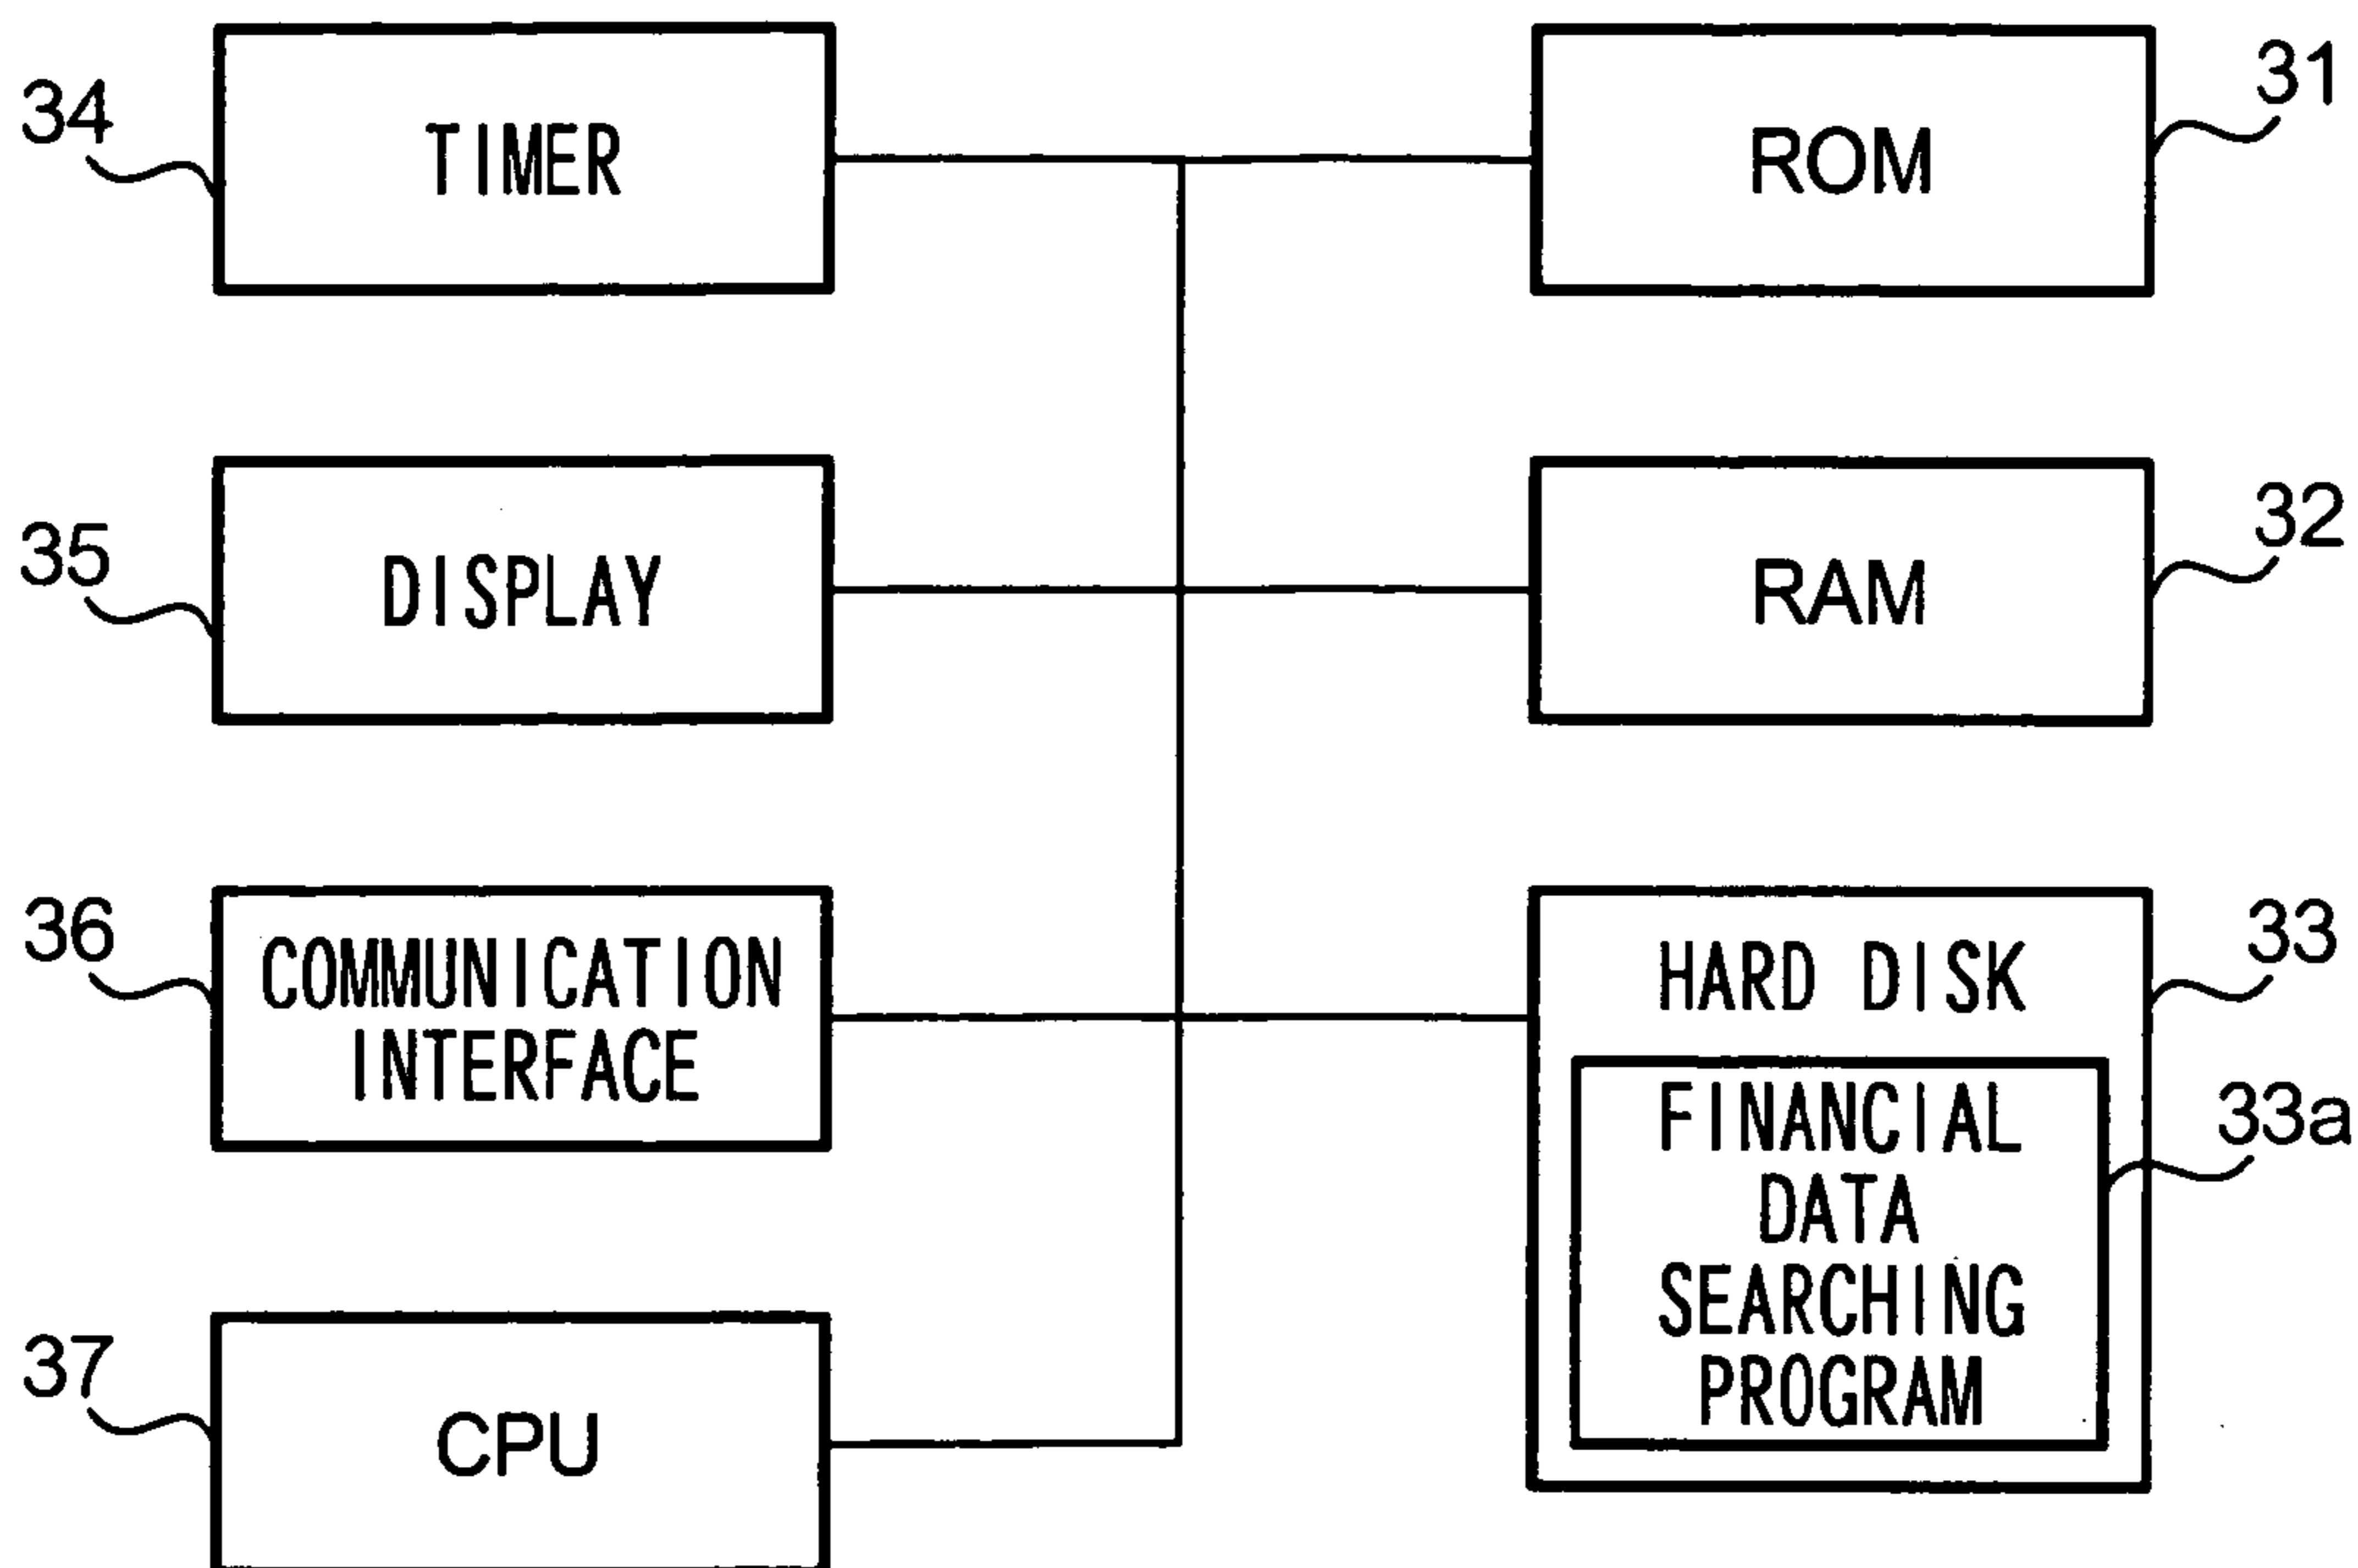 34
TIMER
ROM
31
35
DISPLAY
RAM
32
36
COMMUNICATION
INTERFACE
HARD DISK
33
FINANCIAL
DATA
SEARCHING
PROGRAM
33a
37
CPU